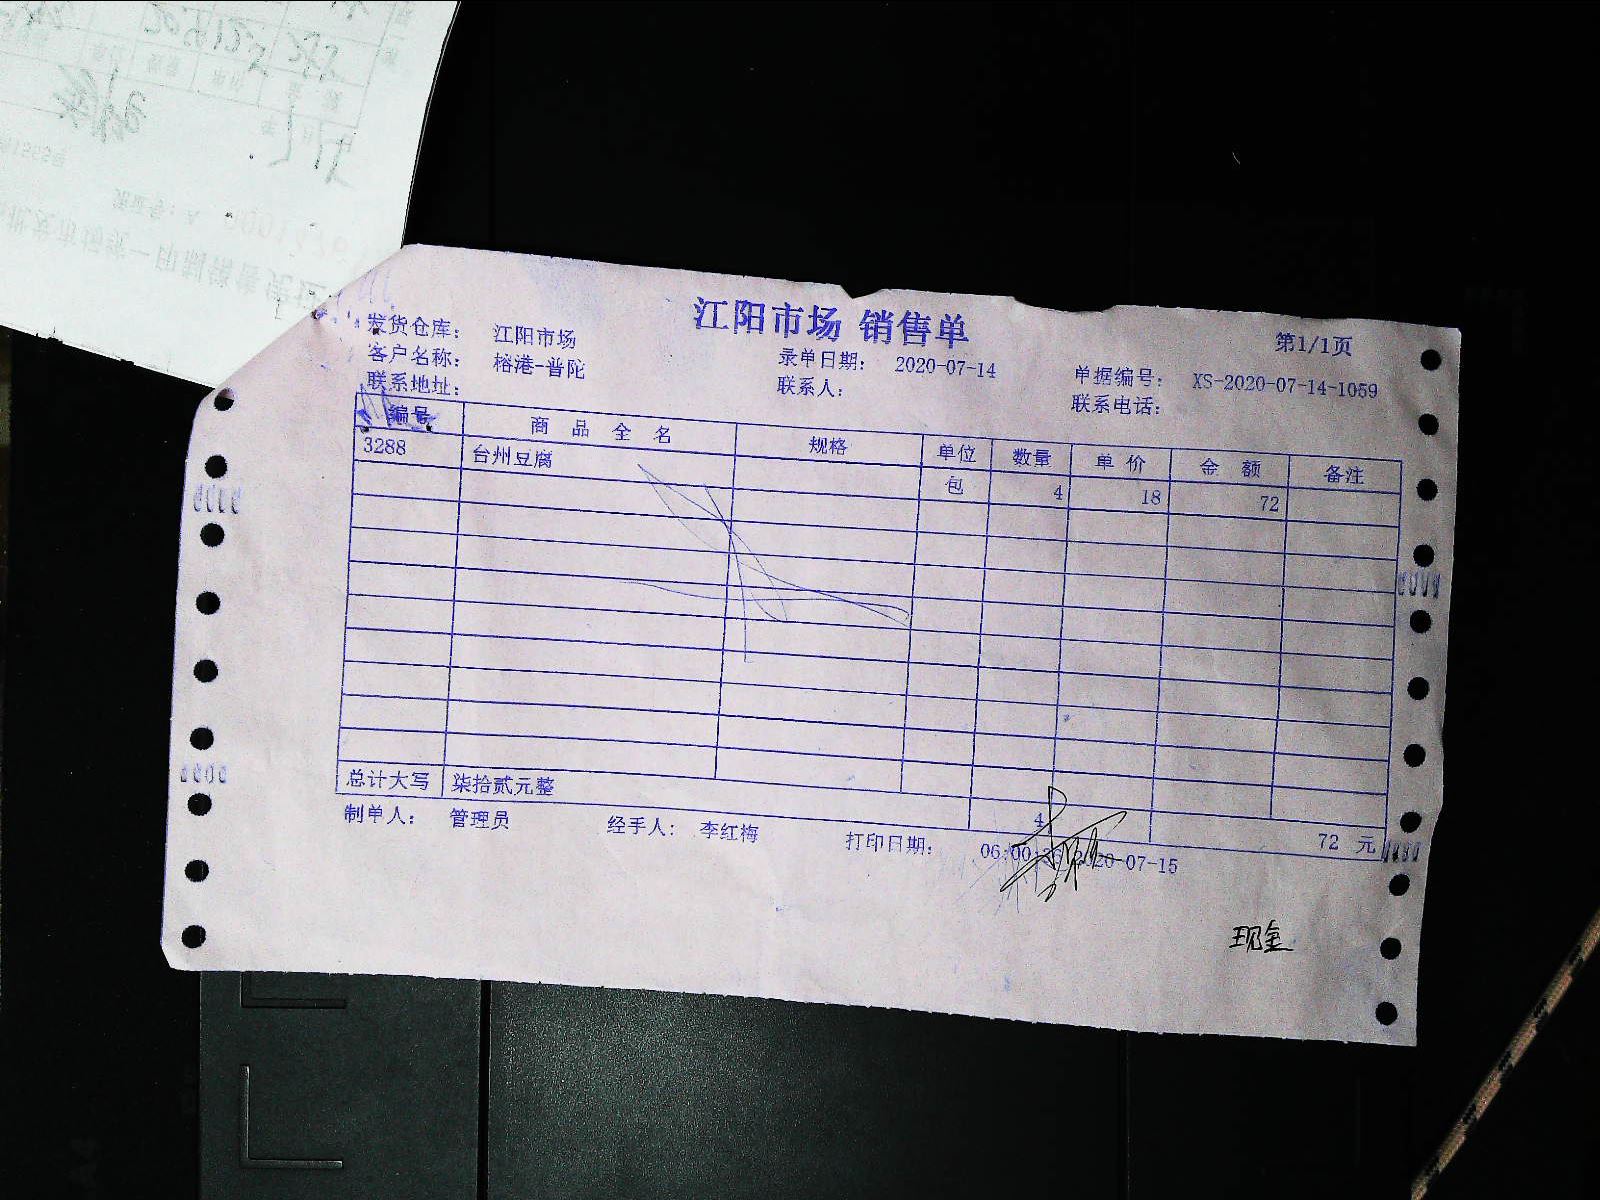 江阳市场 销售单
第1/1页
发货仓库： 江阳市场
客户名称： 榕港-普陀 录单日期： 2020-07-14 单据编号： XS-2020-07-14-1059
联系地址： 联系人： 联系电话：
编号 商品全名 规格 单位 数量 单价 金额 备注
3288 台州豆腐 包 4 18 72
总计大写 柒拾贰元整 4 72 元
制单人： 管理员 经手人： 李红梅 打印日期： 06:00:36 2020-07-15
现金